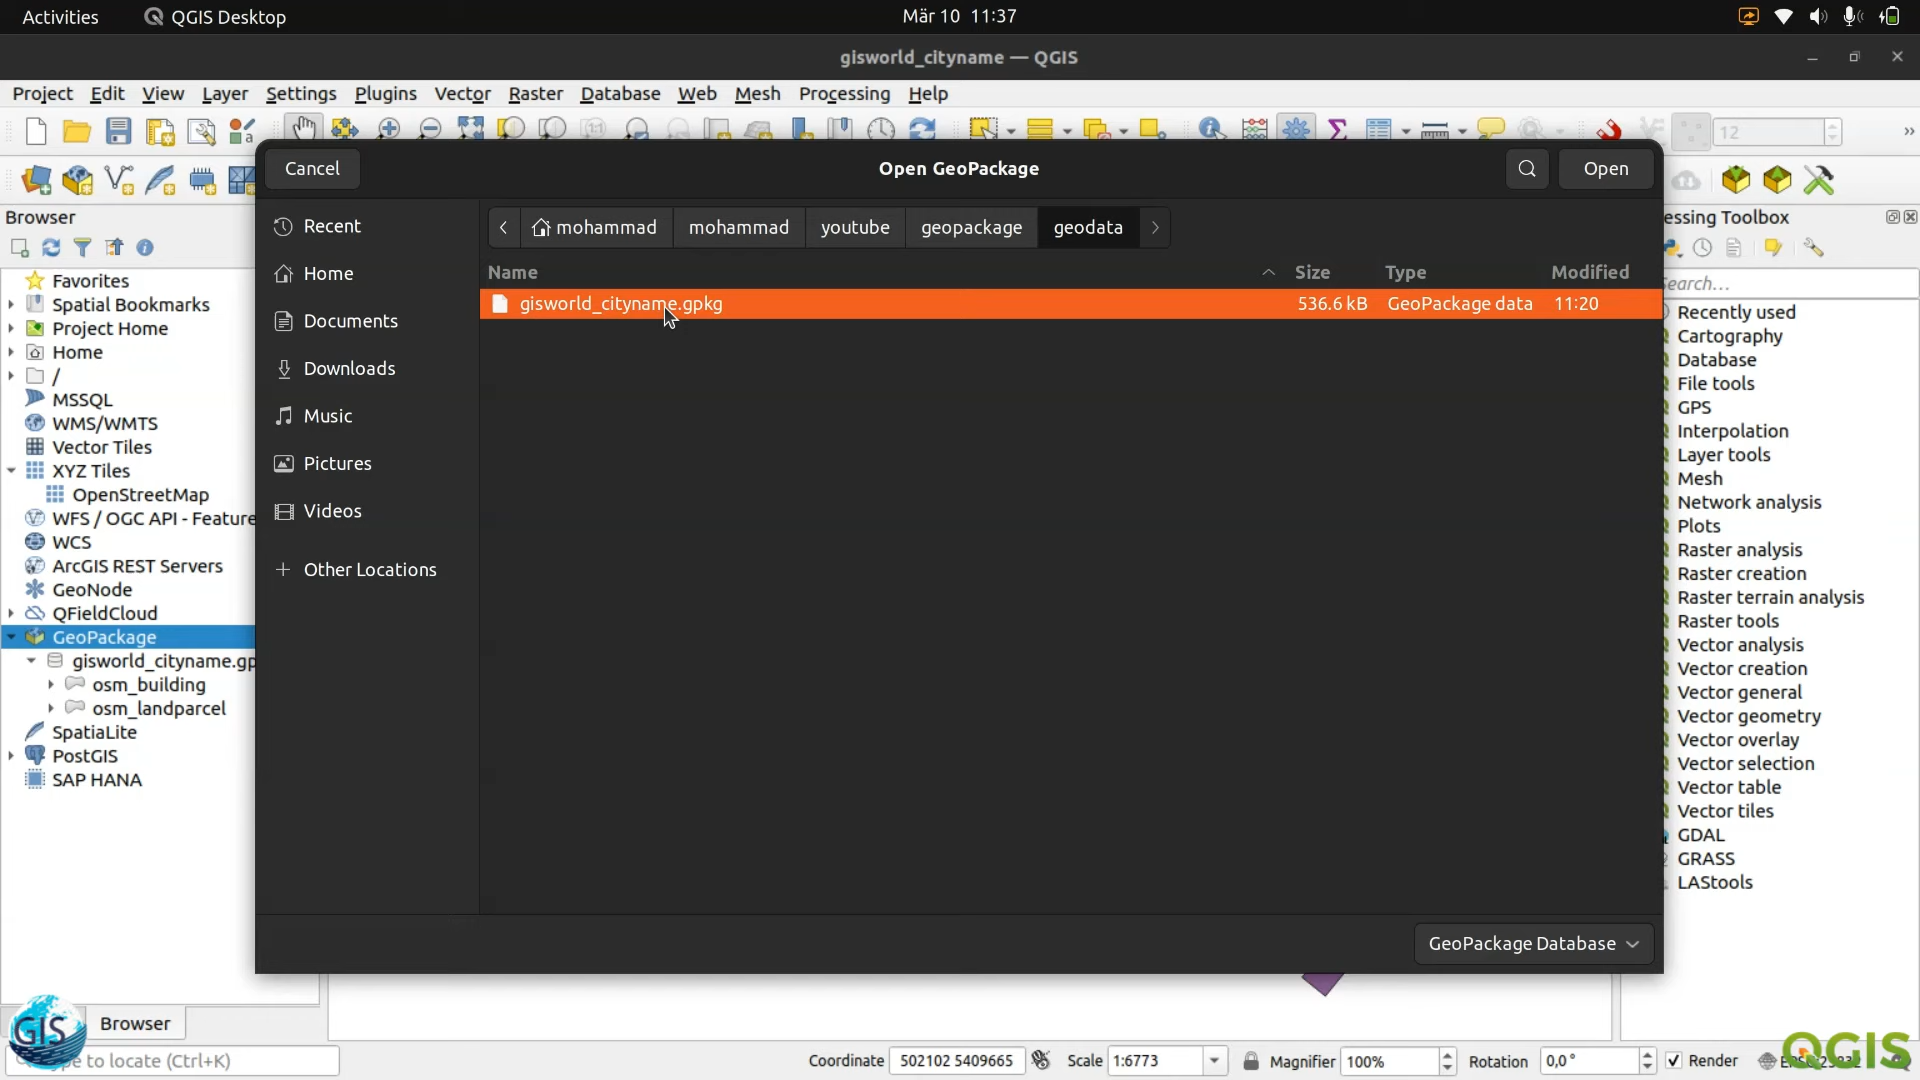 Activities QGIS Desktop Mär 10 11:37
gisworld_cityname — QGIS
Project Edit View Layer Settings Plugins Vector Raster Database Web Mesh Processing Help
12
Cancel Open GeoPackage Open
Browser
essing Toolbox
Recent
Home
Documents
Downloads
Music
Pictures
Videos
Other Locations
mohammad mohammad youtube geopackage geodata
Name Size Type Modified
gisworld_cityname.gpkg 536.6 kB GeoPackage data 11:20
GeoPackage Database
Favorites
Spatial Bookmarks
Project Home
Home
/
MSSQL
WMS/WMTS
Vector Tiles
XYZ Tiles
OpenStreetMap
WFS / OGC API - Feature
WCS
ArcGIS REST Servers
GeoNode
QFieldCloud
GeoPackage
gisworld_cityname.gp
osm_building
osm_landparcel
SpatiaLite
PostGIS
SAP HANA
earch...
Recently used
Cartography
Database
File tools
GPS
Interpolation
Layer tools
Mesh
Network analysis
Plots
Raster analysis
Raster creation
Raster terrain analysis
Raster tools
Vector analysis
Vector creation
Vector general
Vector geometry
Vector overlay
Vector selection
Vector table
Vector tiles
GDAL
GRASS
LAStools
GIS
Browser
to locate (Ctrl+K) Coordinate 502102 5409665 Scale 1:6773 Magnifier 100% Rotation 0,0 ° Render
QGIS